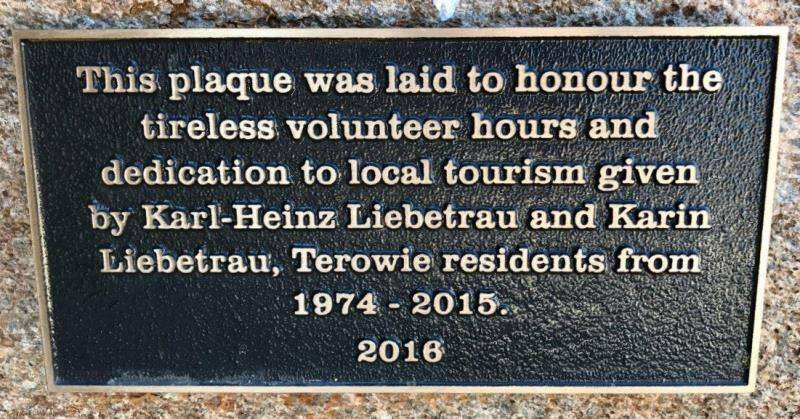 This plaque was laid to honour the
tireless volunteer hours and
dedication to local tourism given
by Karl-Heinz Liebetrau and Karin
Liebetrau, Terowie residents from
1974 - 2015.
2016